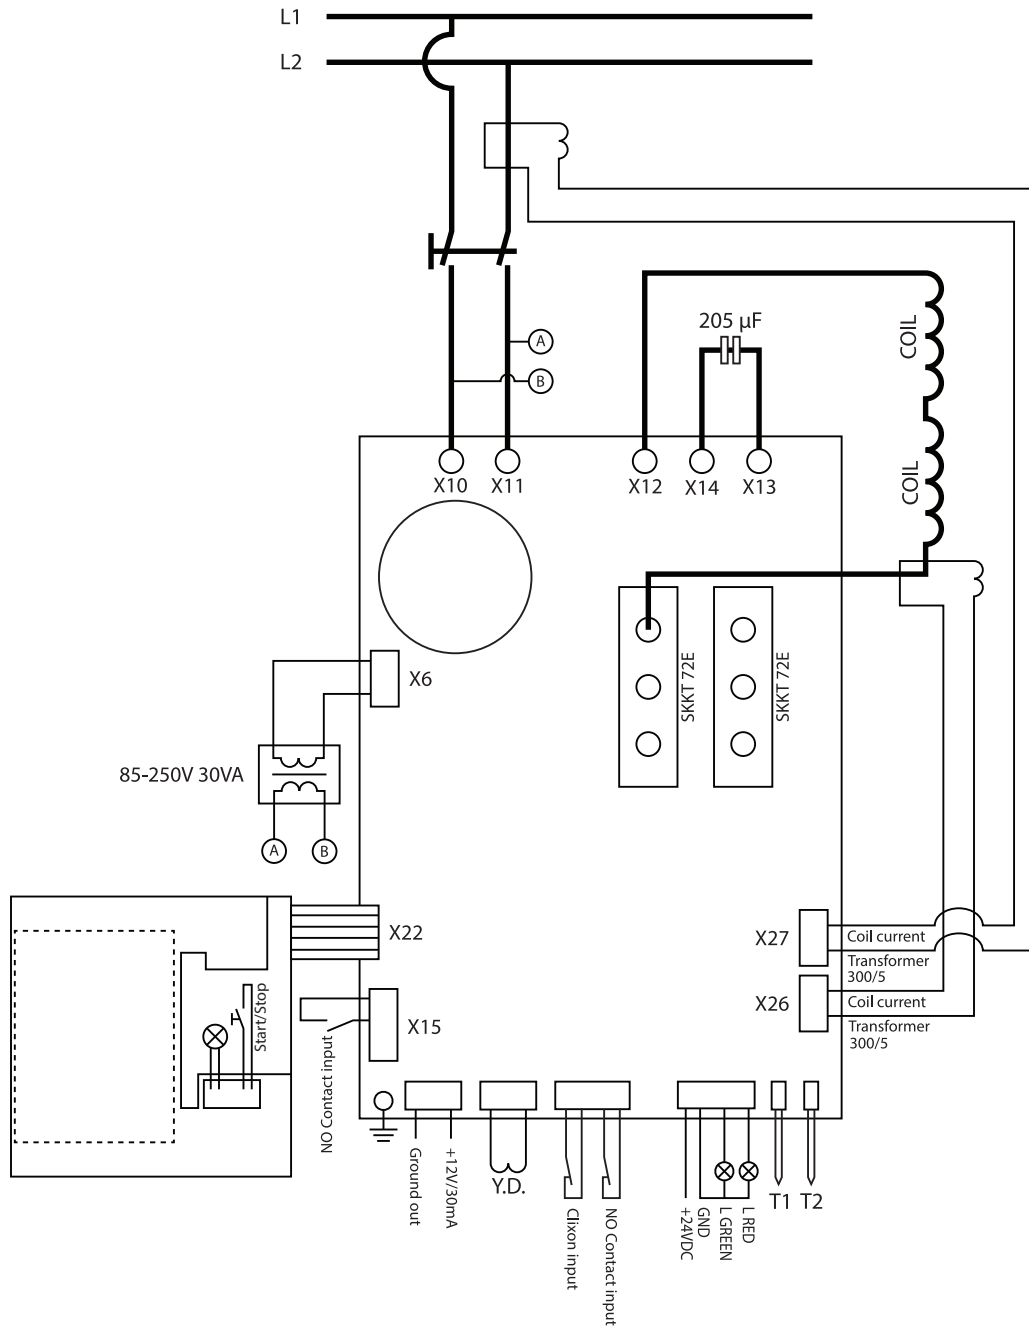 L1
L2
205 µF
COIL
A
B
COIL
X10
X11
X12
X14
X13
X6
SKKT 72E
SKKT 72E
85-250V 30VA
A
B
X22
X27
Coil current
Transformer
300/5
X26
Coil current
Transformer
300/5
Start/Stop
X15
NO Contact input
Ground out
+12V/30mA
Y.D.
Clixon input
NO Contact input
+24VDC
GND
L GREEN
L RED
T1
T2